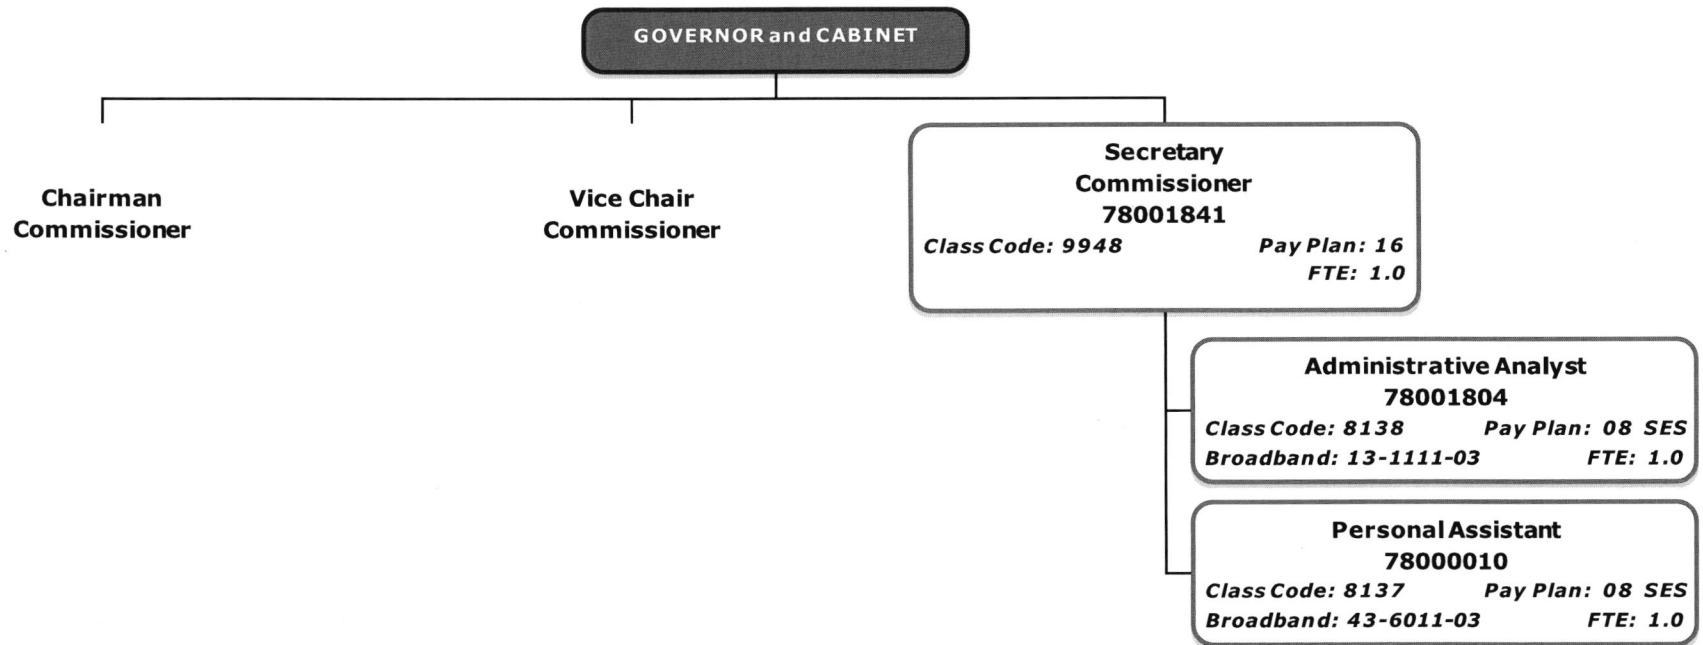 GOVERNOR and CABINET
Chairman
Commissioner
Vice Chair
Commissioner
Secretary
Commissioner
78001841
Class Code: 9948 Pay Plan: 16
FTE: 1.0
Administrative Analyst
78001804
Class Code: 8138 Pay Plan: 08 SES
Broadband: 13-1111-03 FTE: 1.0
Personal Assistant
78000010
Class Code: 8137 Pay Plan: 08 SES
Broadband: 43-6011-03 FTE: 1.0